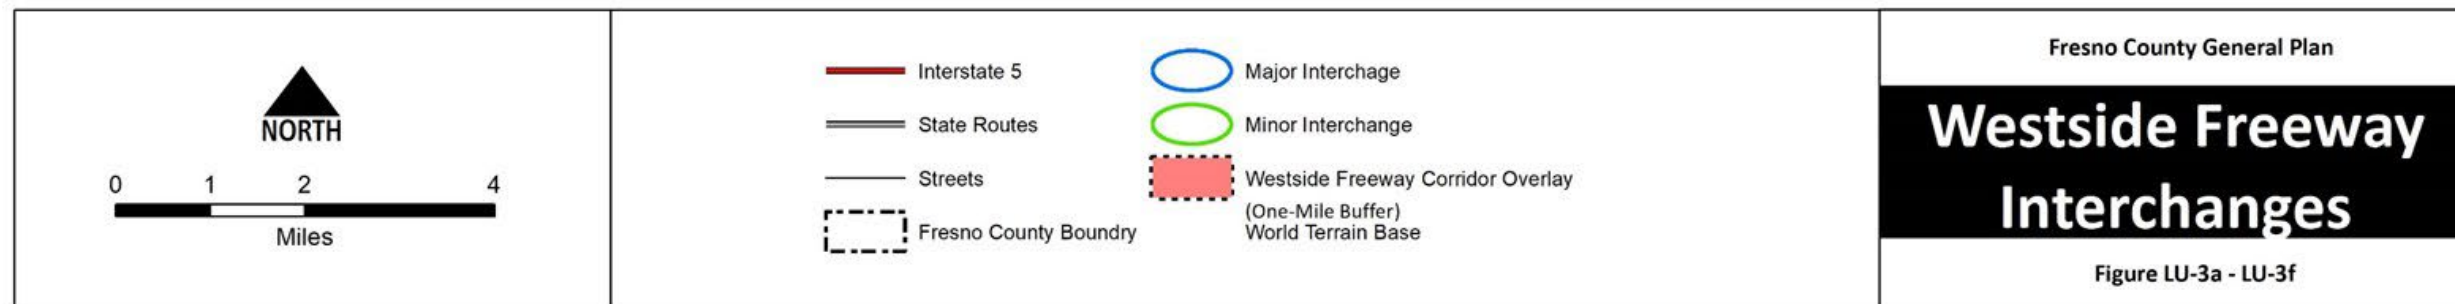 NORTH
0 1 2 4
Miles
Interstate 5
State Routes
Streets
Fresno County Boundry
Major Interchage
Minor Interchange
Westside Freeway Corridor Overlay
(One-Mile Buffer)
World Terrain Base
Fresno County General Plan
Westside Freeway
Interchanges
Figure LU-3a - LU-3f